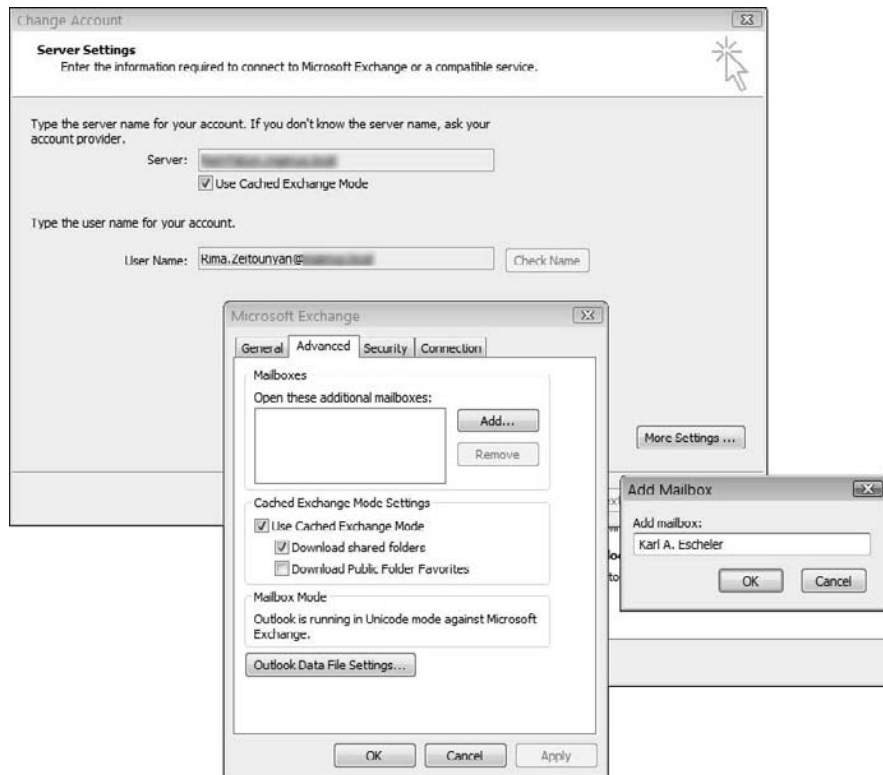 Change Account
Server Settings
Enter the information required to connect to Microsoft Exchange or a compatible service.
Type the server name for your account. If you don't know the server name, ask your
account provider.
Server:
Use Cached Exchange Mode
Type the user name for your account.
User Name: Rima.Zeitounyan@
Check Name
More Settings ...
Microsoft Exchange
General Advanced Security Connection
Mailboxes
Open these additional mailboxes:
Add...
Remove
Cached Exchange Mode Settings
Use Cached Exchange Mode
Download shared folders
Download Public Folder Favorites
Mailbox Mode
Outlook is running in Unicode mode against Microsoft
Exchange.
Outlook Data File Settings...
OK Cancel Apply
Add Mailbox
Add mailbox:
Karl A. Escheler
OK Cancel